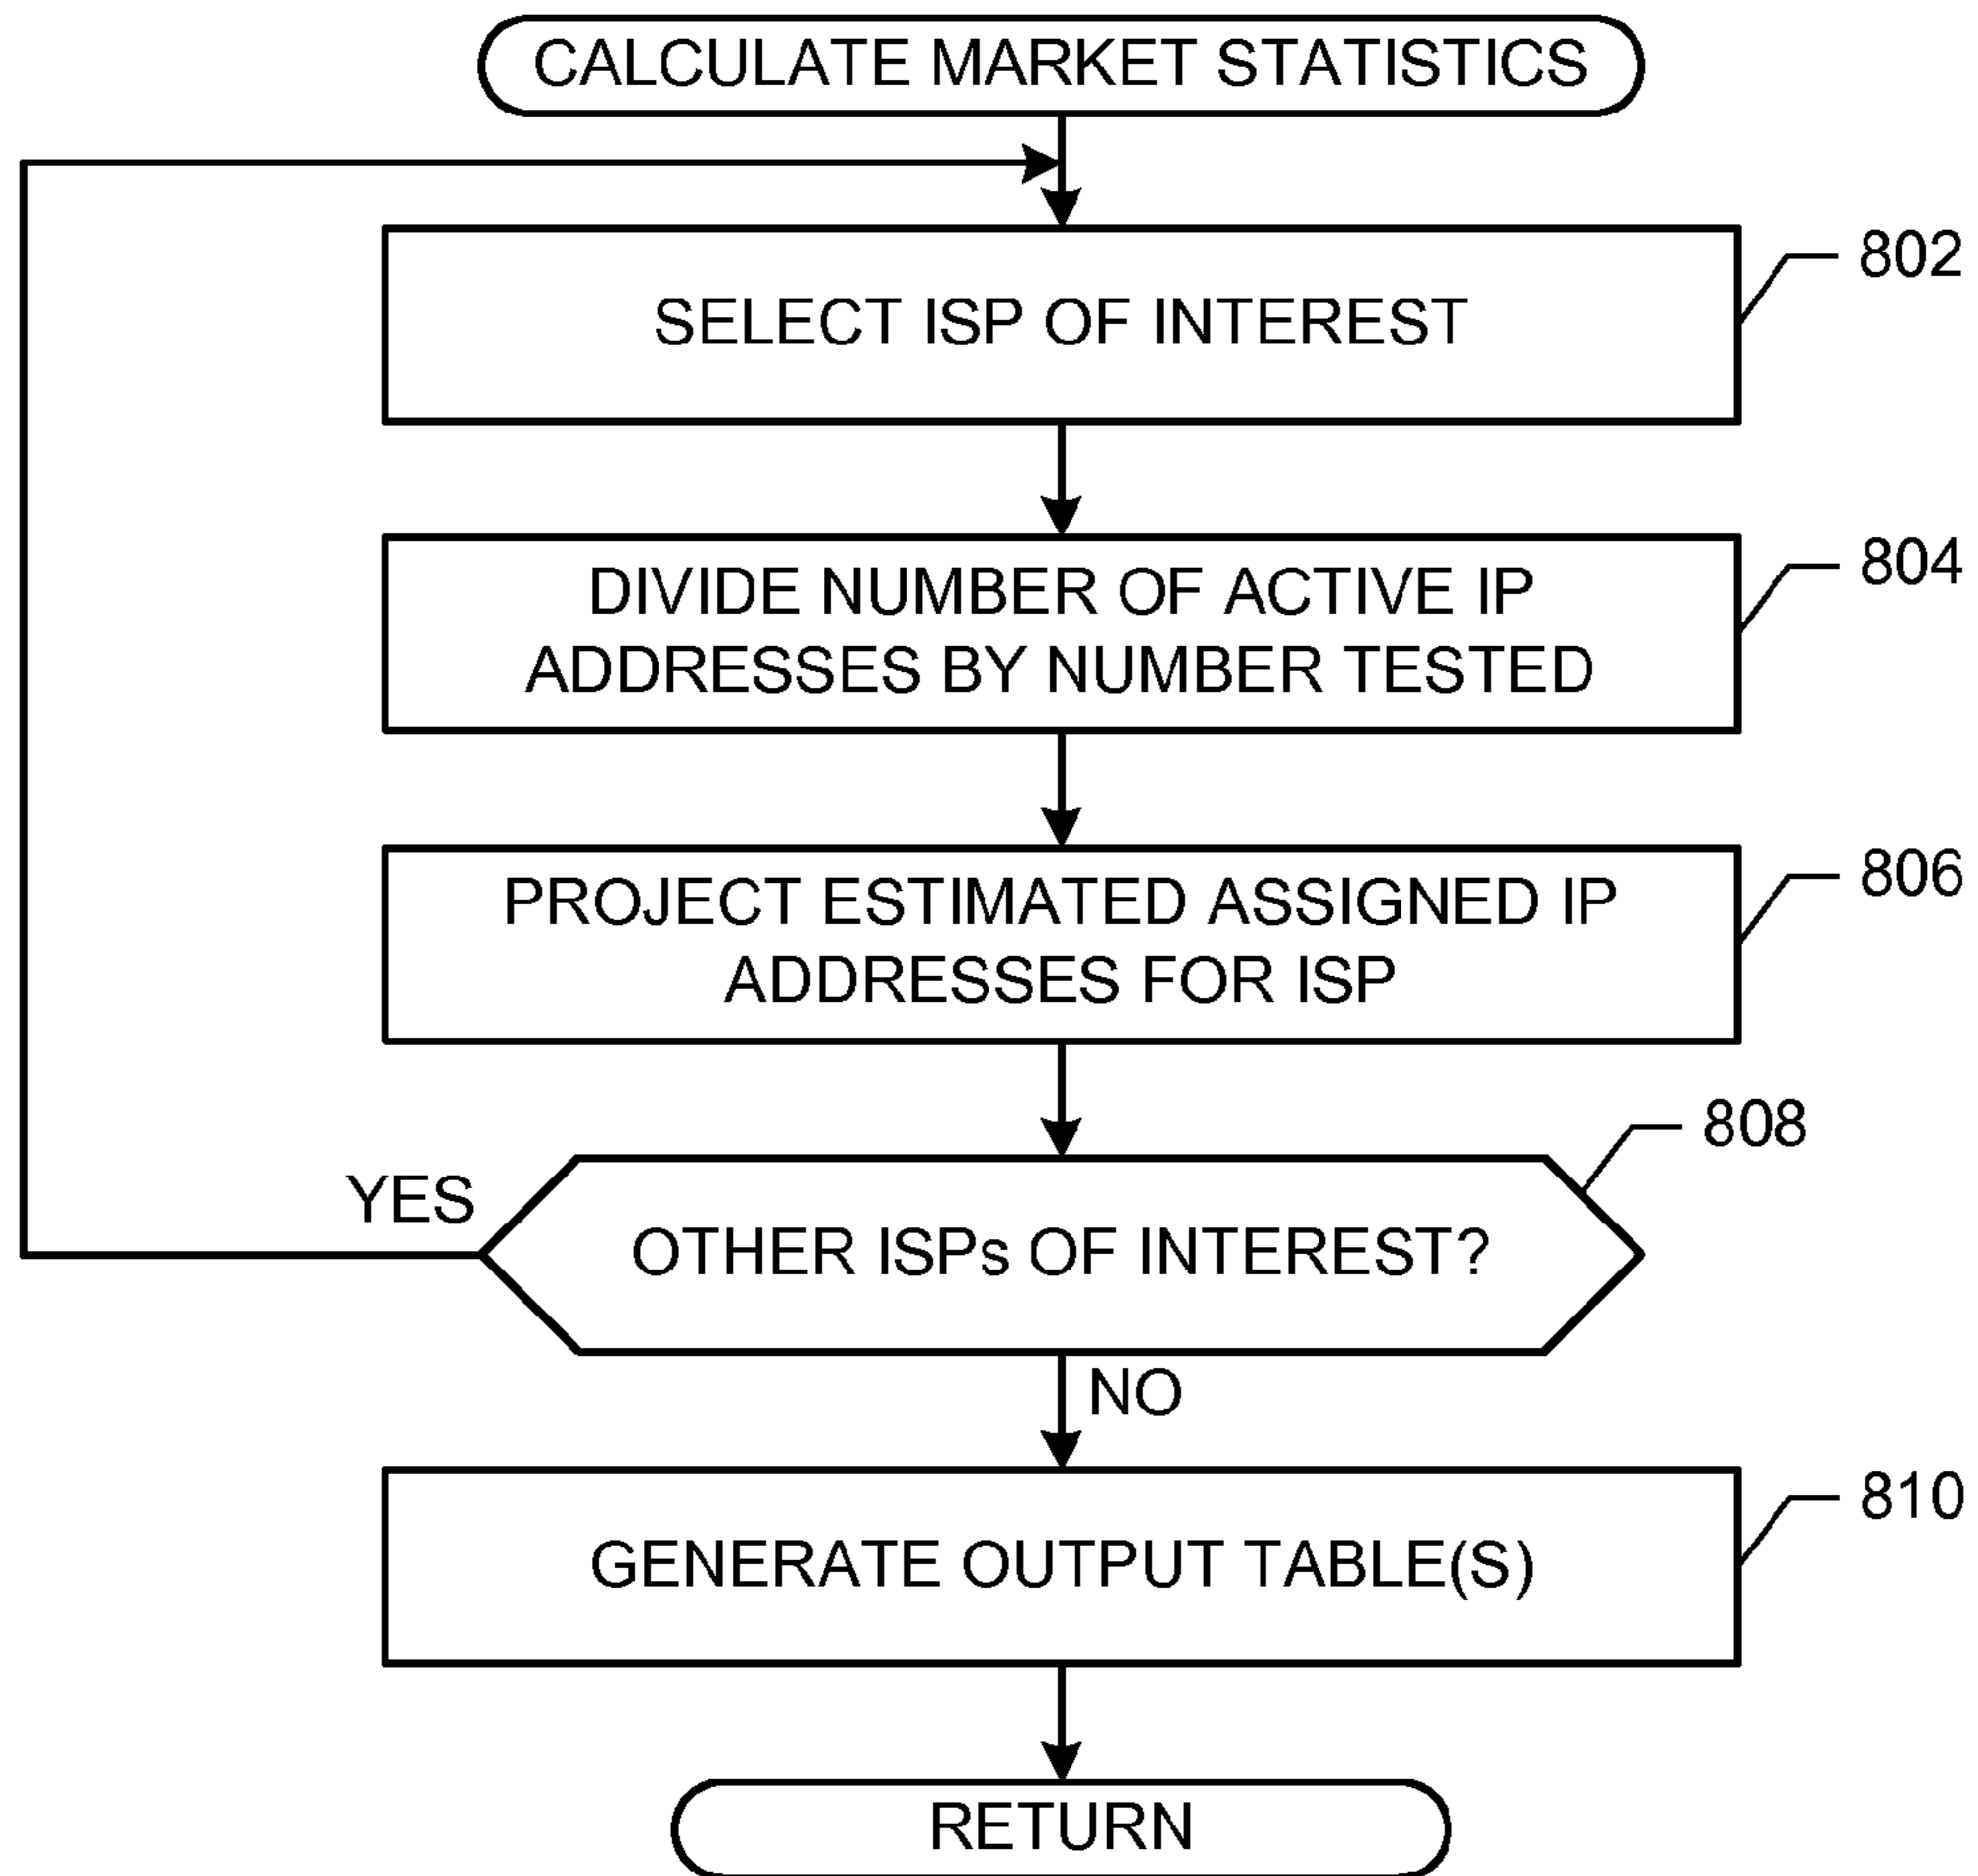 CALCULATE MARKET STATISTICS
802
SELECT ISP OF INTEREST
804
DIVIDE NUMBER OF ACTIVE IP
ADDRESSES BY NUMBER TESTED
806
PROJECT ESTIMATED ASSIGNED IP
ADDRESSES FOR ISP
808
YES
OTHER ISPs OF INTEREST?
NO
810
GENERATE OUTPUT TABLE(S)
RETURN